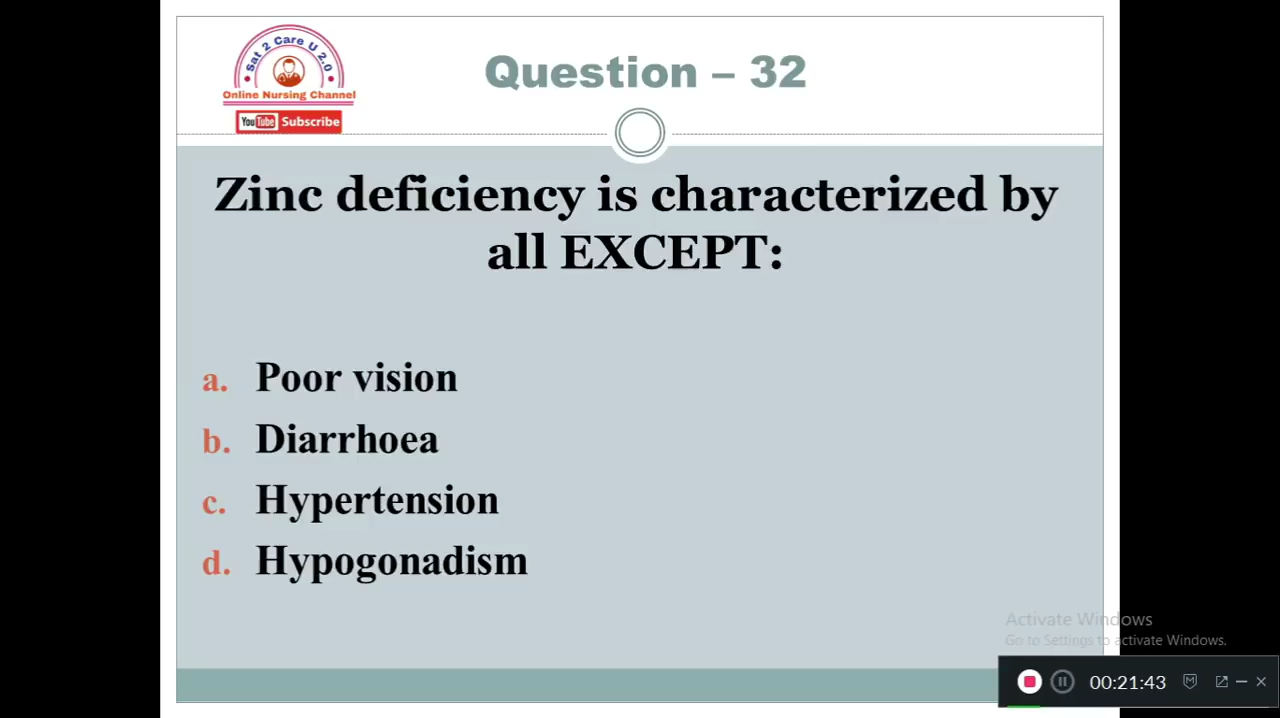 Sat 2 Care U 2.0
Online Nursing Channel
YouTube Subscribe
Question – 32
Zinc deficiency is characterized by
all EXCEPT:
a. Poor vision
b. Diarrhoea
c. Hypertension
d. Hypogonadism
Activate Windows
Go to Settings to activate Windows.
00:21:43